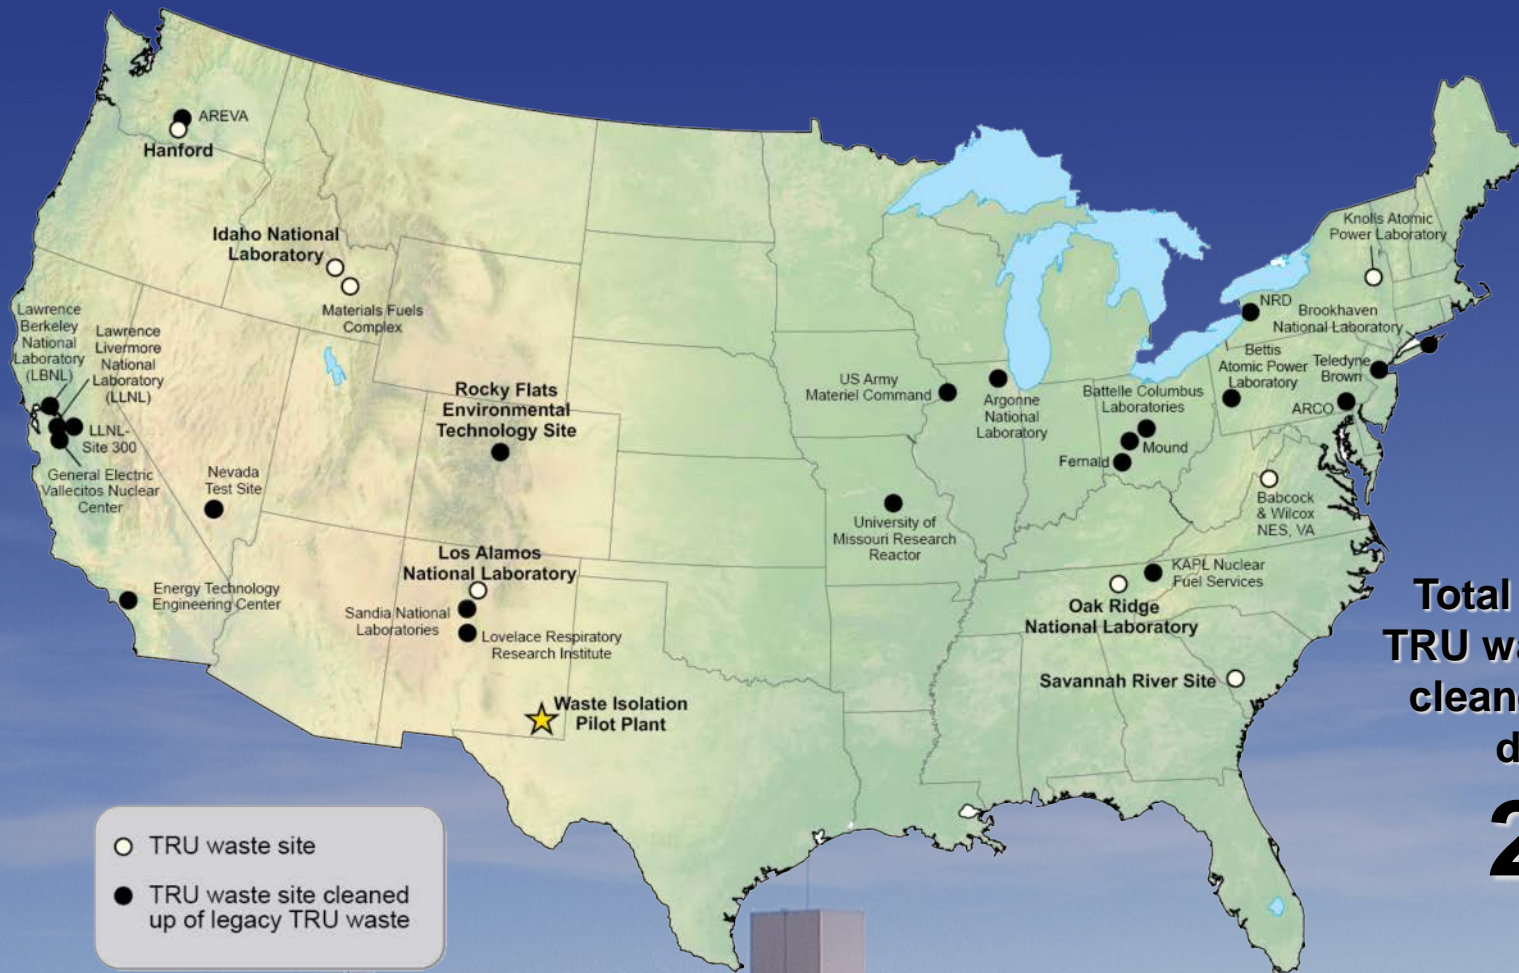 AREVA
Hanford
Idaho National
Laboratory
Materials Fuels
Complex
Lawrence
Berkeley
National
Laboratory
(LBNL)
Lawrence
Livermore
National
Laboratory
(LLNL)
LLNL-
Site 300
General Electric
Vallecitos Nuclear
Center
Nevada
Test Site
Energy Technology
Engineering Center
Rocky Flats
Environmental
Technology Site
Los Alamos
National Laboratory
Sandia National
Laboratories
Lovelace Respiratory
Research Institute
Waste Isolation
Pilot Plant
US Army
Materiel Command
Argonne
National
Laboratory
University of
Missouri Research
Reactor
Battelle Columbus
Laboratories
Mound
Fernald
Knolls Atomic
Power Laboratory
NRD
Brookhaven
National Laboratory
Bettis
Atomic Power
Laboratory
Teledyne
Brown
ARCO
Babcock
& Wilcox
NES, VA
KAPL Nuclear
Fuel Services
Oak Ridge
National Laboratory
Savannah River Site
Total
TRU
TRU waste site
TRU waste site cleaned
up of legacy TRU waste